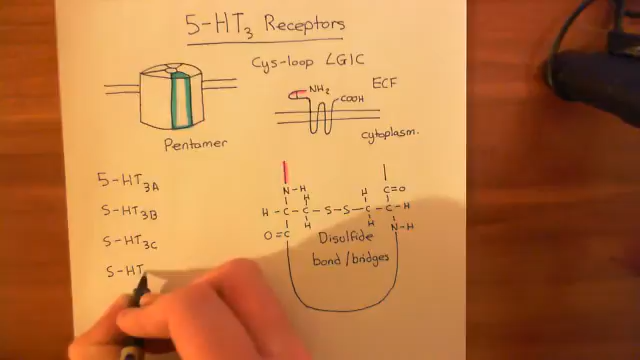 5-HT₃ Receptors
Cys-loop LGIC
Pentamer
NH₂
COOH
ECF
cytoplasm.
5-HT₃A
5-HT₃B
5-HT₃C
5-HT
N-H
H
H
C=O
H-C-C-S-S-C-C-H
H
H
O=C
N-H
Disulfide
bond/bridges